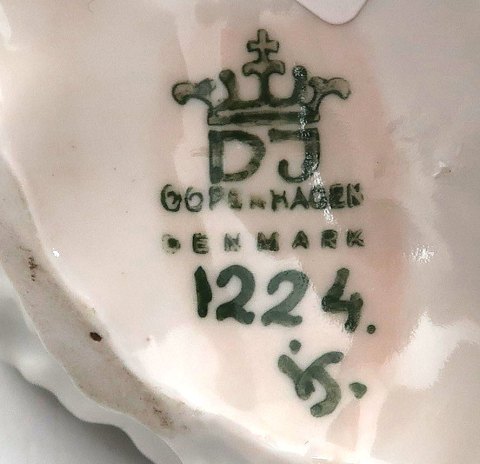 DJ
COPENHAGEN
DENMARK
1224.